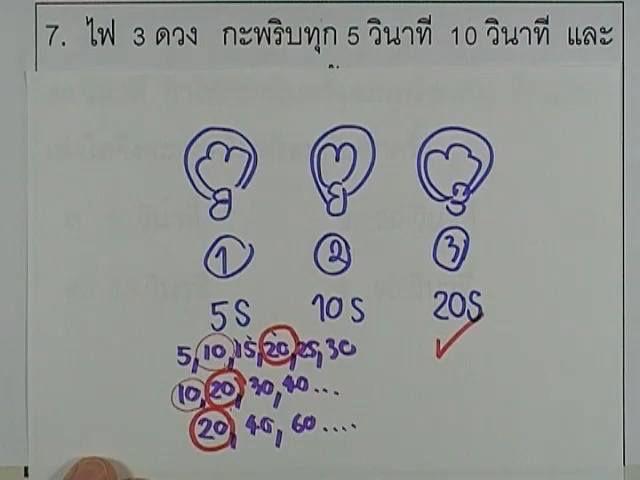 7. ไฟ 3 ดวง กะพริบทุก 5 วินาที 10 วินาที และ
1 2 3
5S 10S 20S
5, 10, 15, 20, 25, 30
10, 20, 30, 40 ...
20, 40, 60 ....